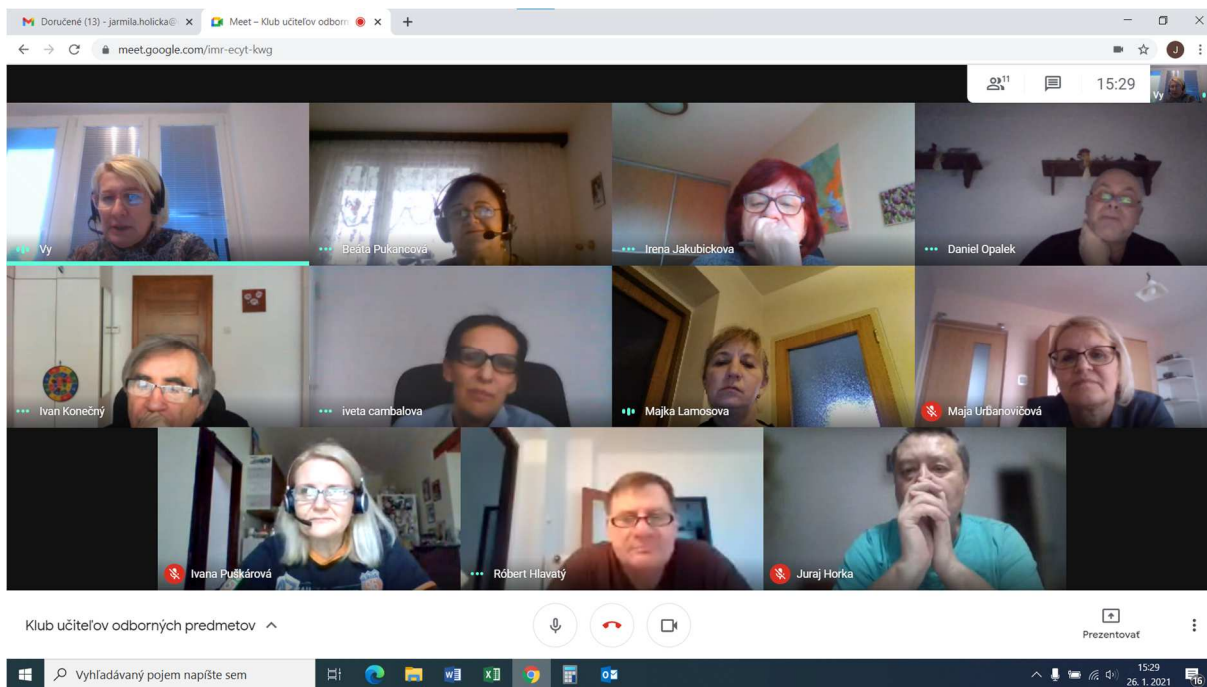 Doručené (13) - jarmila.holicka@
Meet – Klub učiteľov odborn
meet.google.com/imr-ecyt-kwg
J
11
15:29
Vy
Vy
Beáta Pukancová
Irena Jakubickova
Daniel Opalek
Ivan Konečný
iveta cambalova
Majka Lamosova
Maja Urbanovičová
Ivana Puškárová
Róbert Hlavatý
Juraj Horka
Klub učiteľov odborných predmetov
Prezentovať
Vyhľadávaný pojem napíšte sem
15:29
26. 1. 2021
16